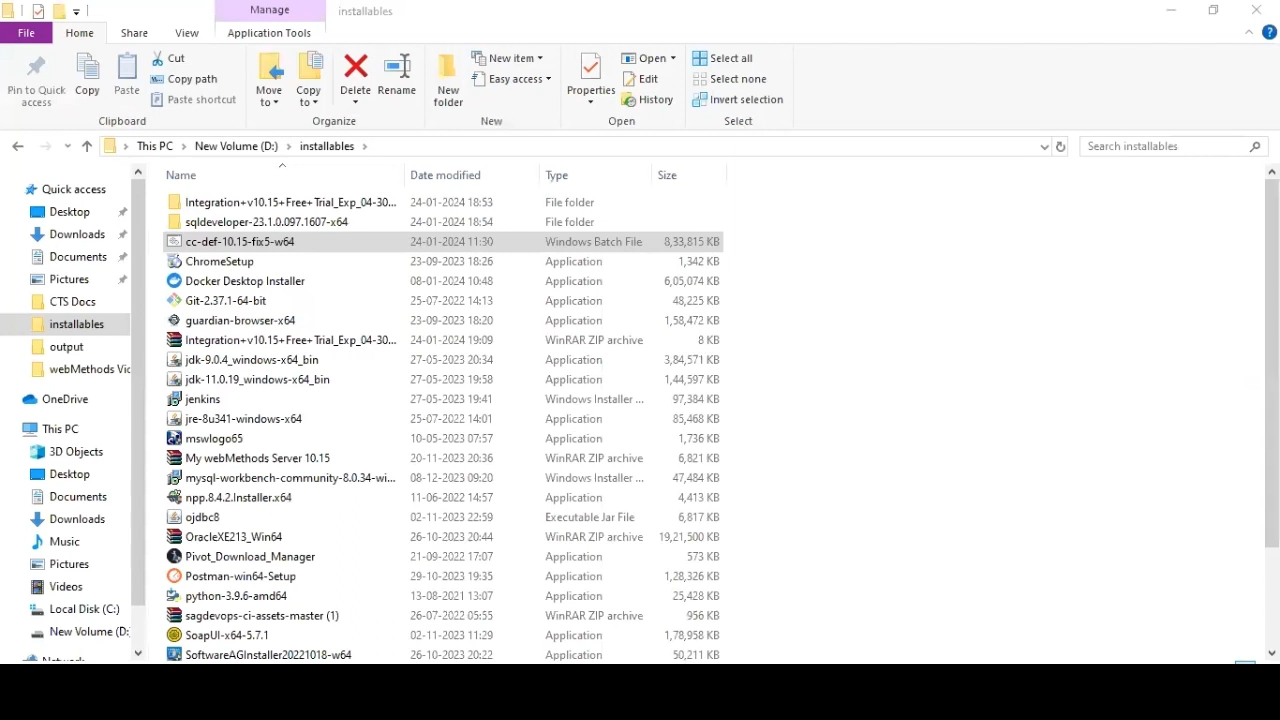 Manage
installables
File
Home
Share
View
Application Tools
Pin to Quick access
Copy
Paste
Cut
Copy path
Paste shortcut
Move to
Copy to
Delete
Rename
New folder
New item
Easy access
Properties
Open
Edit
History
Select all
Select none
Invert selection
Clipboard
Organize
New
Open
Select
This PC > New Volume (D:) > installables >
Search installables
Quick access
Desktop
Downloads
Documents
Pictures
CTS Docs
installables
output
webMethods Vic
OneDrive
This PC
3D Objects
Desktop
Documents
Downloads
Music
Pictures
Videos
Local Disk (C:)
New Volume (D:
Name Date modified Type Size
Integration+v10.15+Free+Trial_Exp_04-30... 24-01-2024 18:53 File folder
sqldeveloper-23.1.0.097.1607-x64 24-01-2024 18:54 File folder
cc-def-10.15-fix5-w64 24-01-2024 11:30 Windows Batch File 8,33,815 KB
ChromeSetup 23-09-2023 18:26 Application 1,342 KB
Docker Desktop Installer 08-01-2024 10:48 Application 6,05,074 KB
Git-2.37.1-64-bit 25-07-2022 14:13 Application 48,225 KB
guardian-browser-x64 23-09-2023 18:20 Application 1,58,472 KB
Integration+v10.15+Free+Trial_Exp_04-30... 24-01-2024 19:09 WinRAR ZIP archive 8 KB
jdk-9.0.4_windows-x64_bin 27-05-2023 20:34 Application 3,84,571 KB
jdk-11.0.19_windows-x64_bin 27-05-2023 19:58 Application 1,44,597 KB
jenkins 27-05-2023 19:41 Windows Installer ... 97,384 KB
jre-8u341-windows-x64 25-07-2022 14:01 Application 85,468 KB
mswlogo65 10-05-2023 07:57 Application 1,736 KB
My webMethods Server 10.15 20-11-2023 20:36 WinRAR ZIP archive 6,821 KB
mysql-workbench-community-8.0.34-wi... 08-12-2023 09:20 Windows Installer ... 47,484 KB
npp.8.4.2.Installer.x64 11-06-2022 14:57 Application 4,413 KB
ojdbc8 02-11-2023 22:59 Executable Jar File 6,817 KB
OracleXE213_Win64 26-10-2023 20:44 WinRAR ZIP archive 19,21,500 KB
Pivot_Download_Manager 21-09-2022 17:07 Application 573 KB
Postman-win64-Setup 29-10-2023 19:35 Application 1,28,326 KB
python-3.9.6-amd64 13-08-2021 13:07 Application 25,428 KB
sagdevops-ci-assets-master (1) 26-07-2022 05:55 WinRAR ZIP archive 956 KB
SoapUI-x64-5.7.1 02-11-2023 11:29 Application 1,78,958 KB
SoftwareAGInstaller20221018-w64 26-10-2023 20:22 Application 50,211 KB